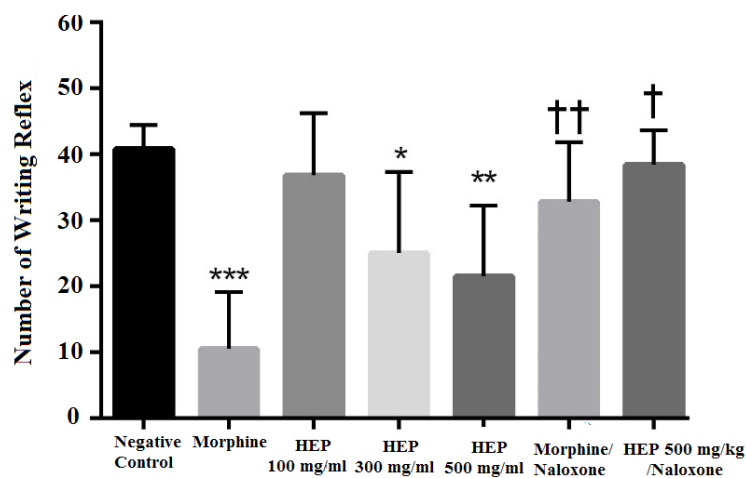 Number of Writing Reflex
60
50
40
30
20
10
0
***
*
**
††
†
Negative
Control
Morphine
HEP
100 mg/ml
HEP
300 mg/ml
HEP
500 mg/ml
Morphine/
Naloxone
HEP 500 mg/kg
/Naloxone